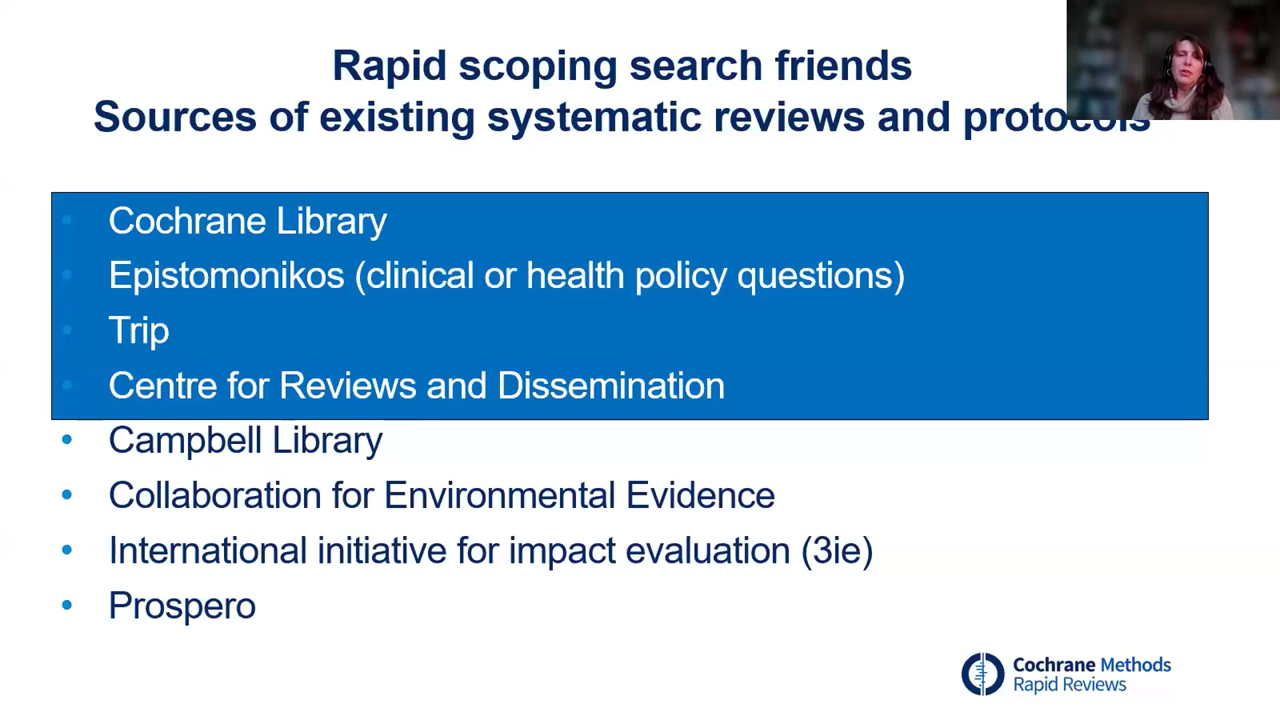 Rapid scoping search friends
Sources of existing systematic reviews and protocols
Cochrane Library
Epistomonikos (clinical or health policy questions)
Trip
Centre for Reviews and Dissemination
Campbell Library
Collaboration for Environmental Evidence
International initiative for impact evaluation (3ie)
Prospero
Cochrane Methods
Rapid Reviews